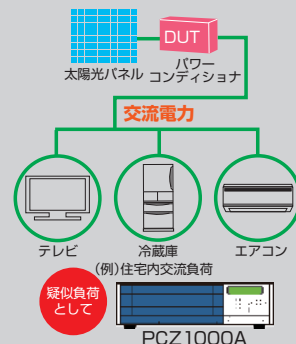 DUT
太陽光パネル
パワー
コンディショナ
交流電力
テレビ
冷蔵庫
エアコン
(例)住宅内交流負荷
疑似負荷
として
PCZ1000A